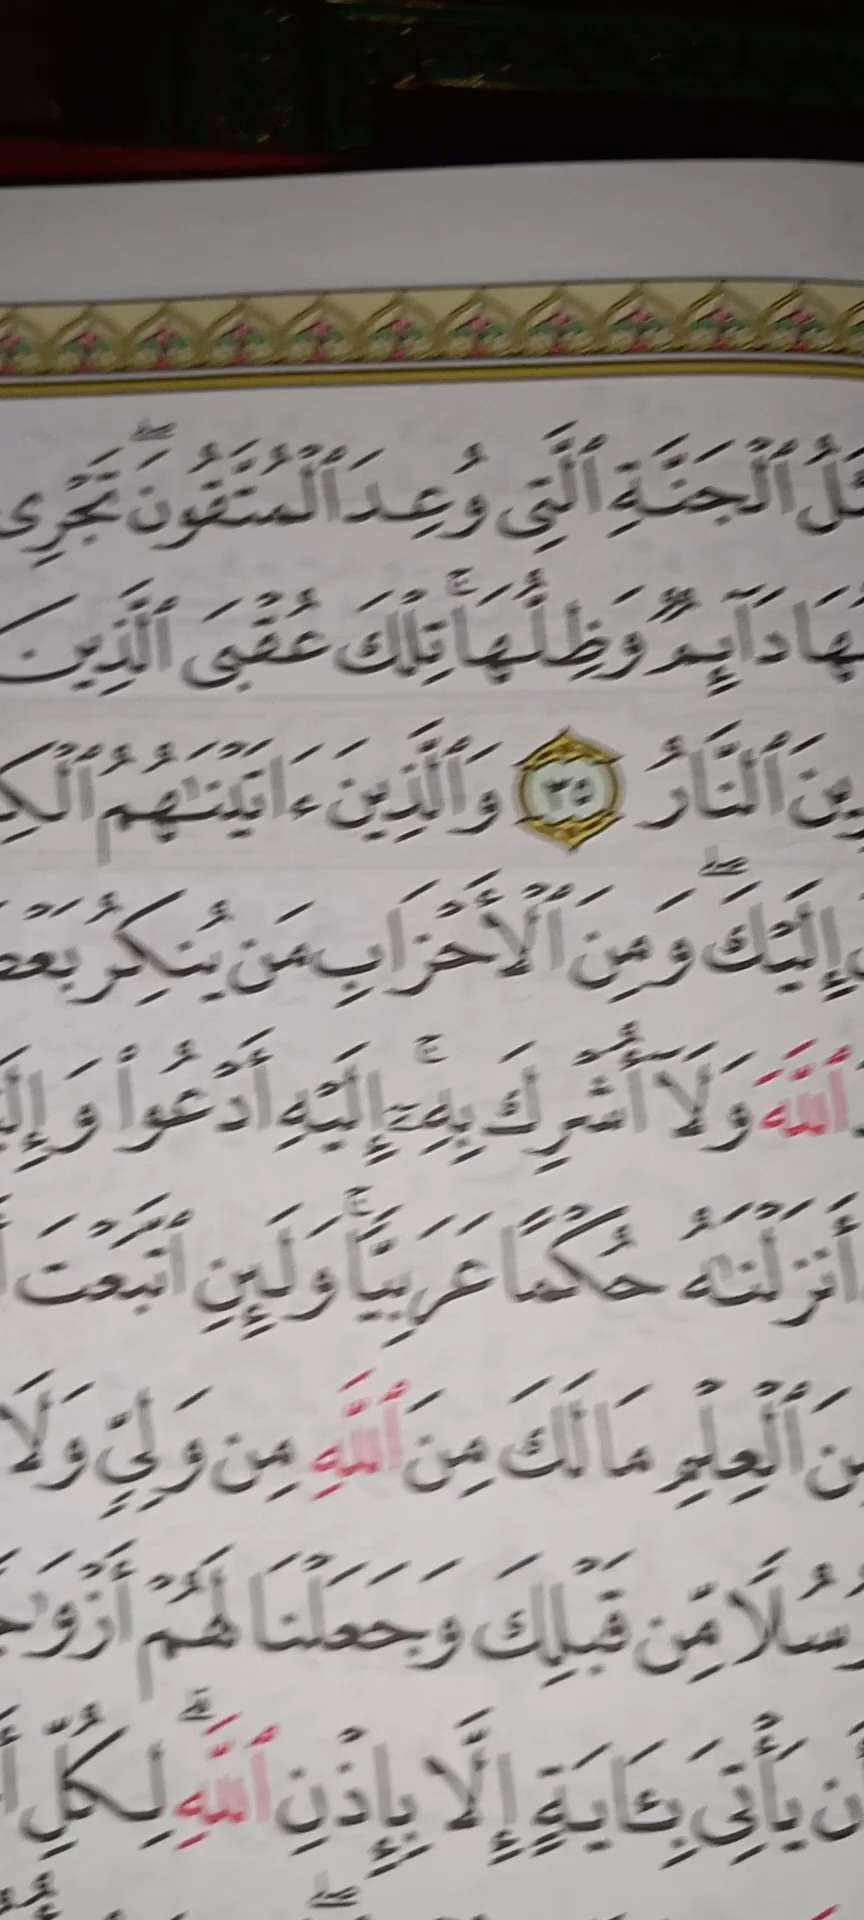 ٱلْجَنَّةِ ٱلَّتِى وُعِدَ ٱلْمُتَّقُونَۖ تَجْرِى
دَآئِمٌ وَظِلُّهَاۚ تِلْكَ عُقْبَى ٱلَّذِينَ
ٱلنَّارُ ٣٥ وَٱلَّذِينَ ءَاتَيْنَٰهُمُ
إِلَيْكَۖ وَمِنَ ٱلْأَحْزَابِ مَن يُنكِرُ
ٱللَّهَ وَلَآ أُشْرِكَ بِهِۦٓۚ إِلَيْهِ أَدْعُوا۟
أَنزَلْنَٰهُ حُكْمًا عَرَبِيًّاۚ وَلَئِنِ ٱتَّبَعْتَ
ٱلْعِلْمِ مَا لَكَ مِنَ ٱللَّهِ مِن وَلِىٍّ وَلَا
رُسُلًا مِّن قَبْلِكَ وَجَعَلْنَا لَهُمْ
يَأْتِىَ بِـَٔايَةٍ إِلَّا بِإِذْنِ ٱللَّهِۗ لِكُلِّ